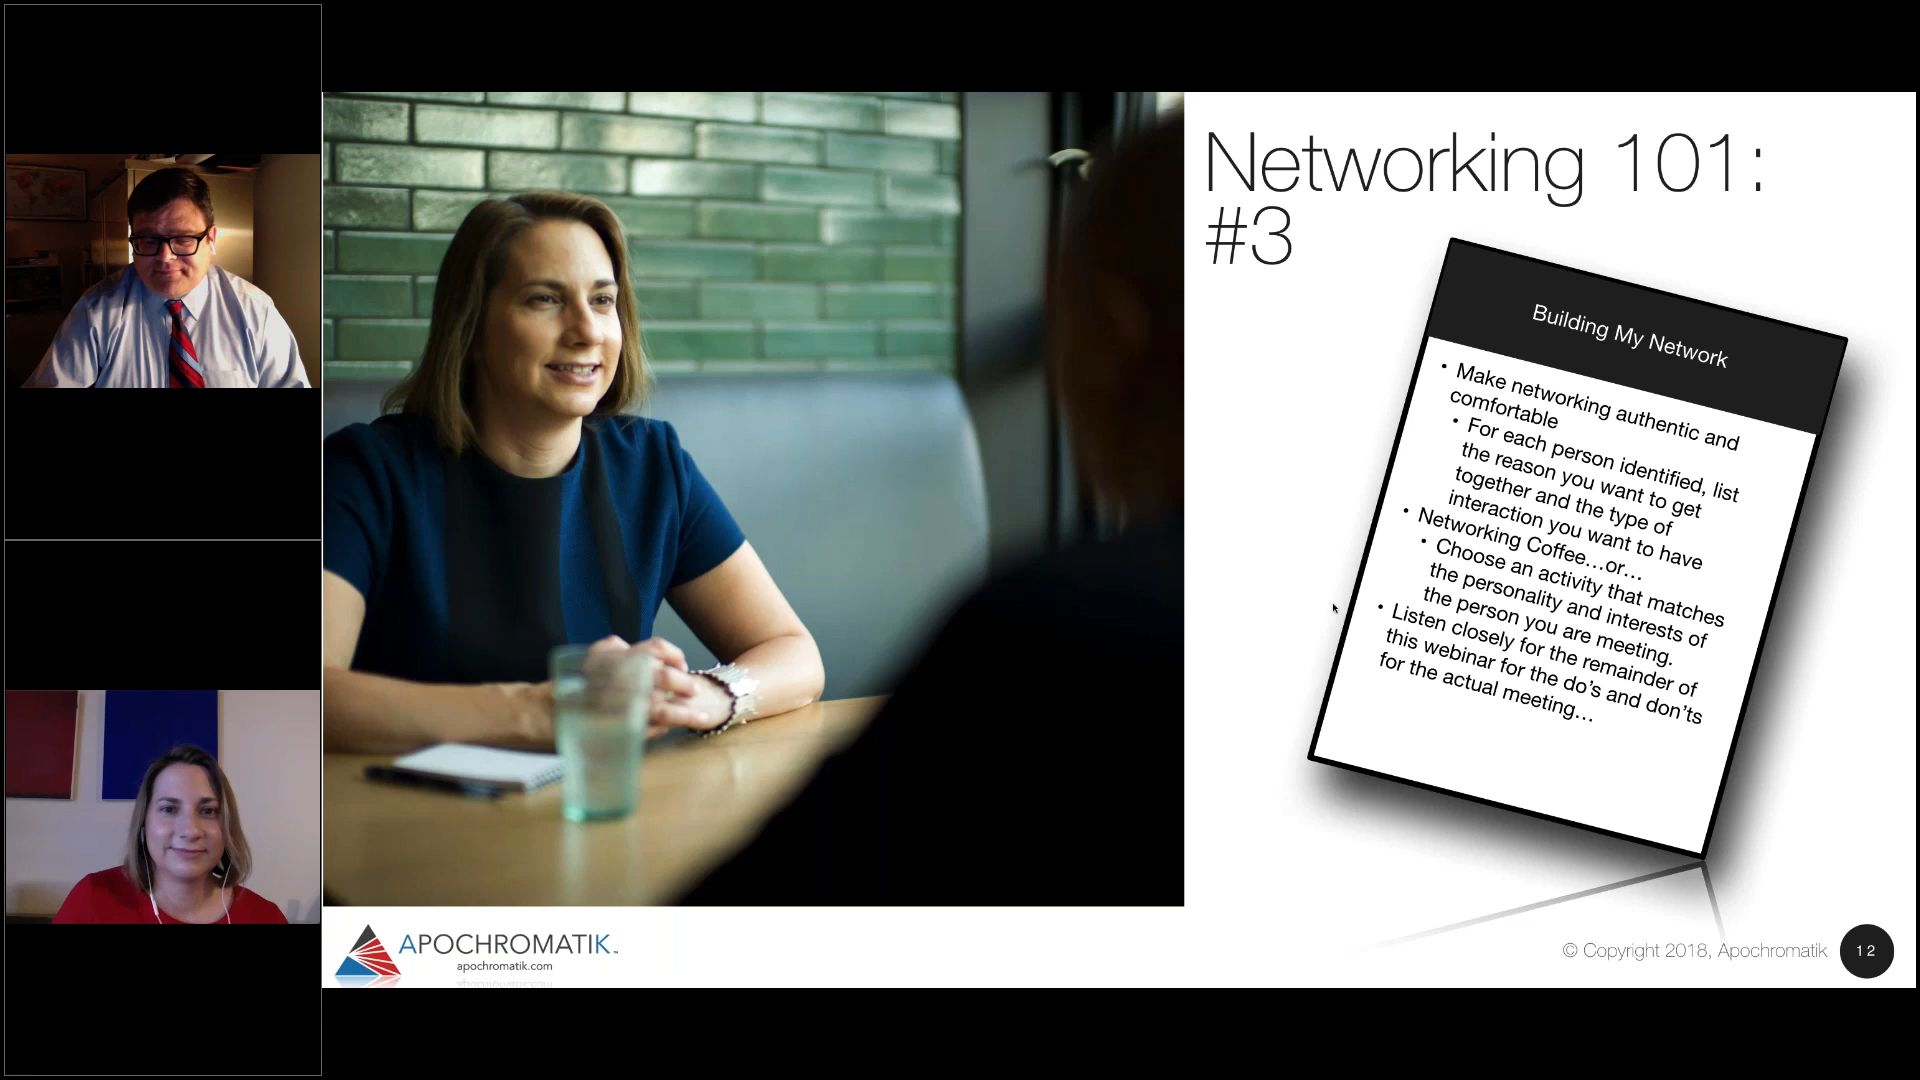 Networking 101:
#3
Building My Network
• Make networking authentic and
comfortable
• For each person identified, list
the reason you want to get
together and the type of
interaction you want to have
• Networking Coffee…or…
• Choose an activity that matches
the personality and interests of
the person you are meeting.
• Listen closely for the remainder of
this webinar for the do’s and don’ts
for the actual meeting…
APOCHROMATIK™
apochromatik.com
© Copyright 2018, Apochromatik
12